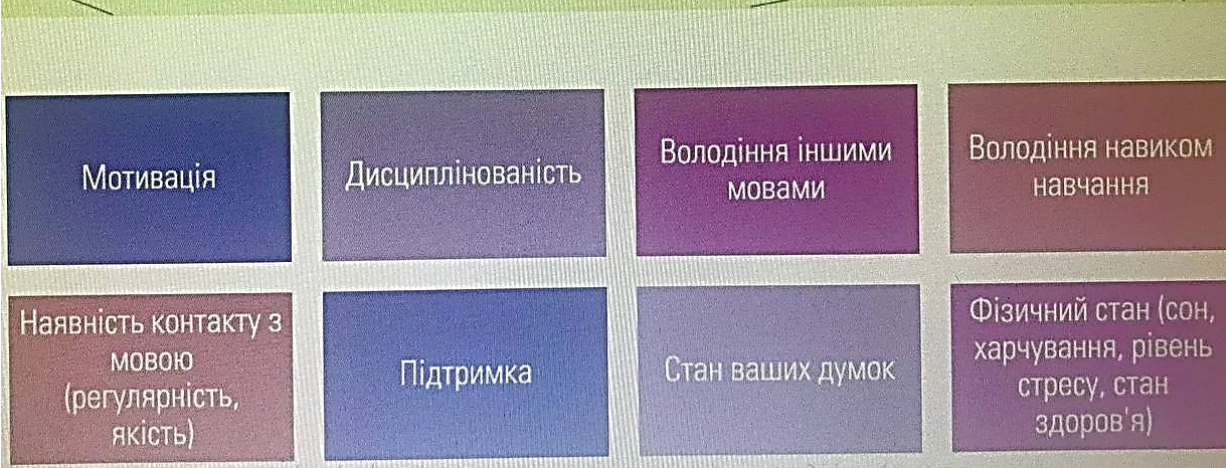 Мотивація
Дисциплінованість
Володіння іншими
мовами
Володіння навиком
навчання
Наявність контакту з
мовою
(регулярність,
якість)
Підтримка
Стан ваших думок
Фізичний стан (сон,
харчування, рівень
стресу, стан
здоров'я)